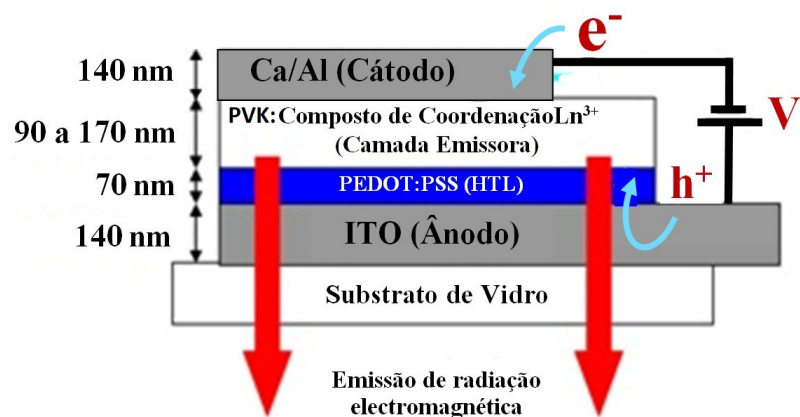 e-
140 nm
Ca/Al (Cátodo)
PVK:Composto de CoordenaçãoLn³⁺
(Camada Emissora)
90 a 170 nm
V
70 nm
PEDOT:PSS (HTL)
h+
140 nm
ITO (Ânodo)
Substrato de Vidro
Emissão de radiação
electromagnética